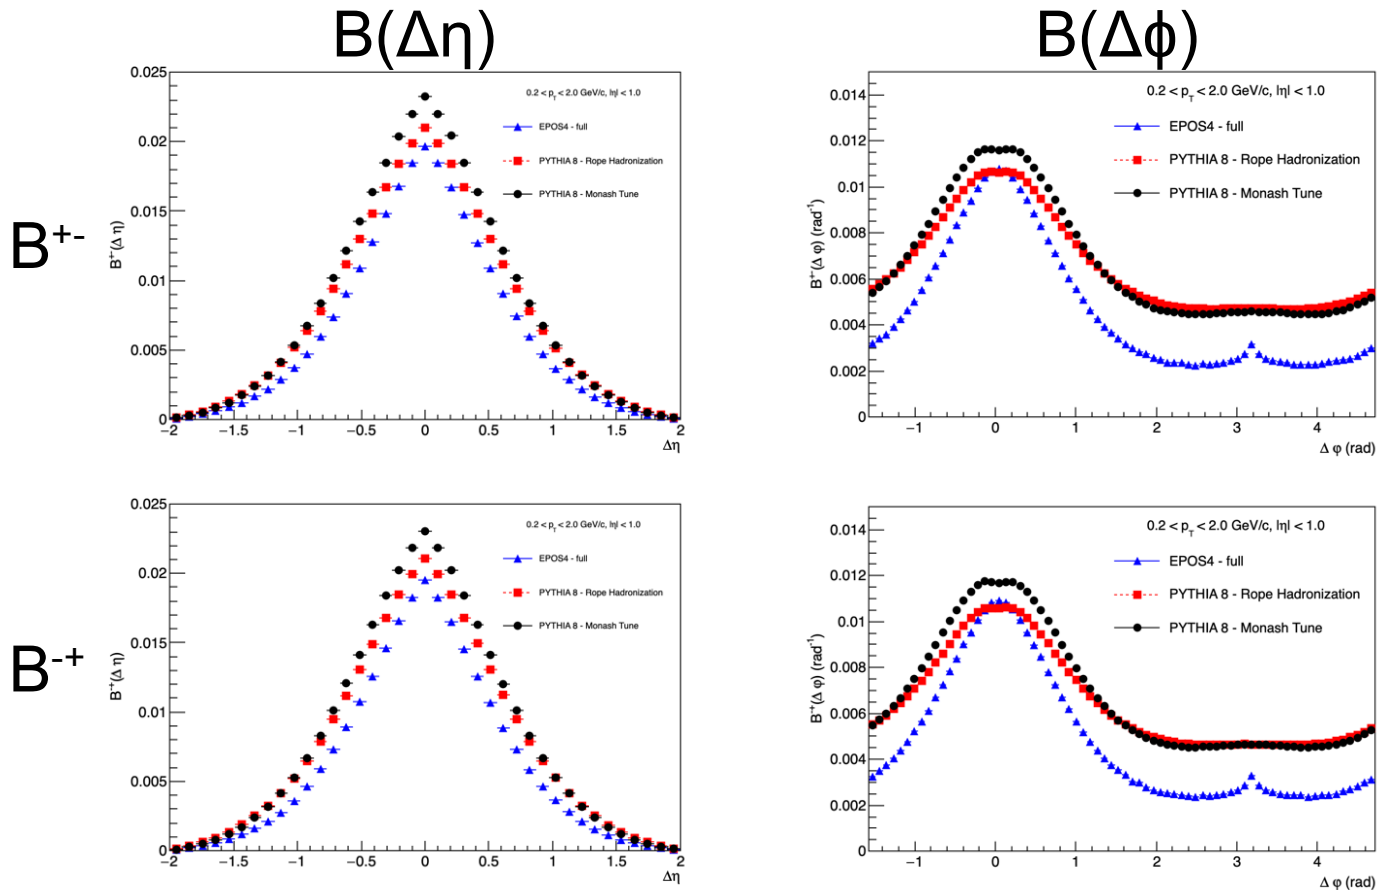 B(Δη)
B(Δϕ)
B⁺⁻
0.2 < p_T < 2.0 GeV/c, |η| < 1.0
EPOS4 - full
PYTHIA 8 - Rope Hadronization
PYTHIA 8 - Monash Tune
B⁺⁻(Δ η)
0.025
0.02
0.015
0.01
0.005
0
−2 −1.5 −1 −0.5 0 0.5 1 1.5 2
Δη
0.2 < p_T < 2.0 GeV/c, |η| < 1.0
EPOS4 - full
PYTHIA 8 - Rope Hadronization
PYTHIA 8 - Monash Tune
B⁺⁻(Δ φ) (rad⁻¹)
0.014
0.012
0.01
0.008
0.006
0.004
0.002
0
−1 0 1 2 3 4
Δ φ (rad)
B⁻⁺
0.2 < p_T < 2.0 GeV/c, |η| < 1.0
EPOS4 - full
PYTHIA 8 - Rope Hadronization
PYTHIA 8 - Monash Tune
B⁻⁺(Δ η)
0.025
0.02
0.015
0.01
0.005
0
−2 −1.5 −1 −0.5 0 0.5 1 1.5 2
Δη
0.2 < p_T < 2.0 GeV/c, |η| < 1.0
EPOS4 - full
PYTHIA 8 - Rope Hadronization
PYTHIA 8 - Monash Tune
B⁻⁺(Δ φ) (rad⁻¹)
0.014
0.012
0.01
0.008
0.006
0.004
0.002
0
−1 0 1 2 3 4
Δ φ (rad)